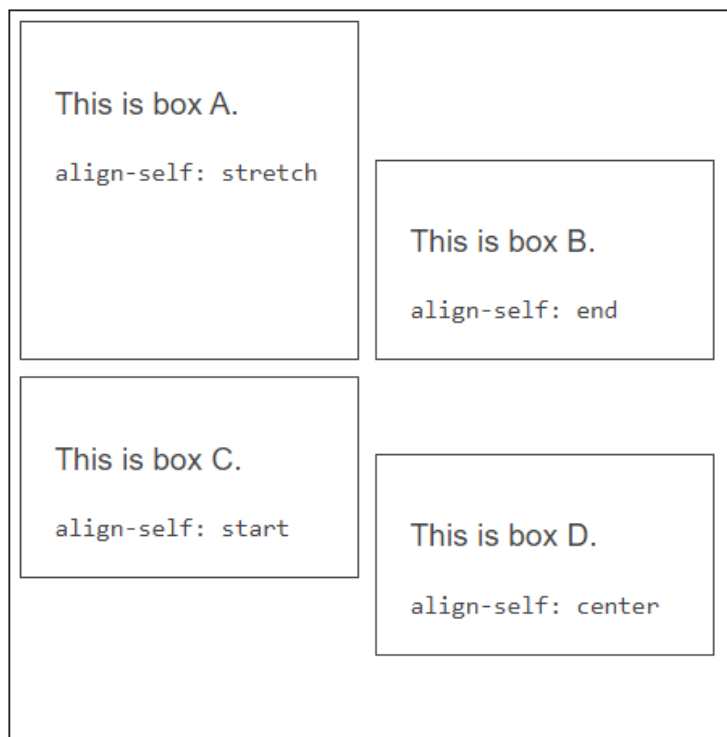 This is box A.
align-self: stretch
This is box B.
align-self: end
This is box C.
align-self: start
This is box D.
align-self: center